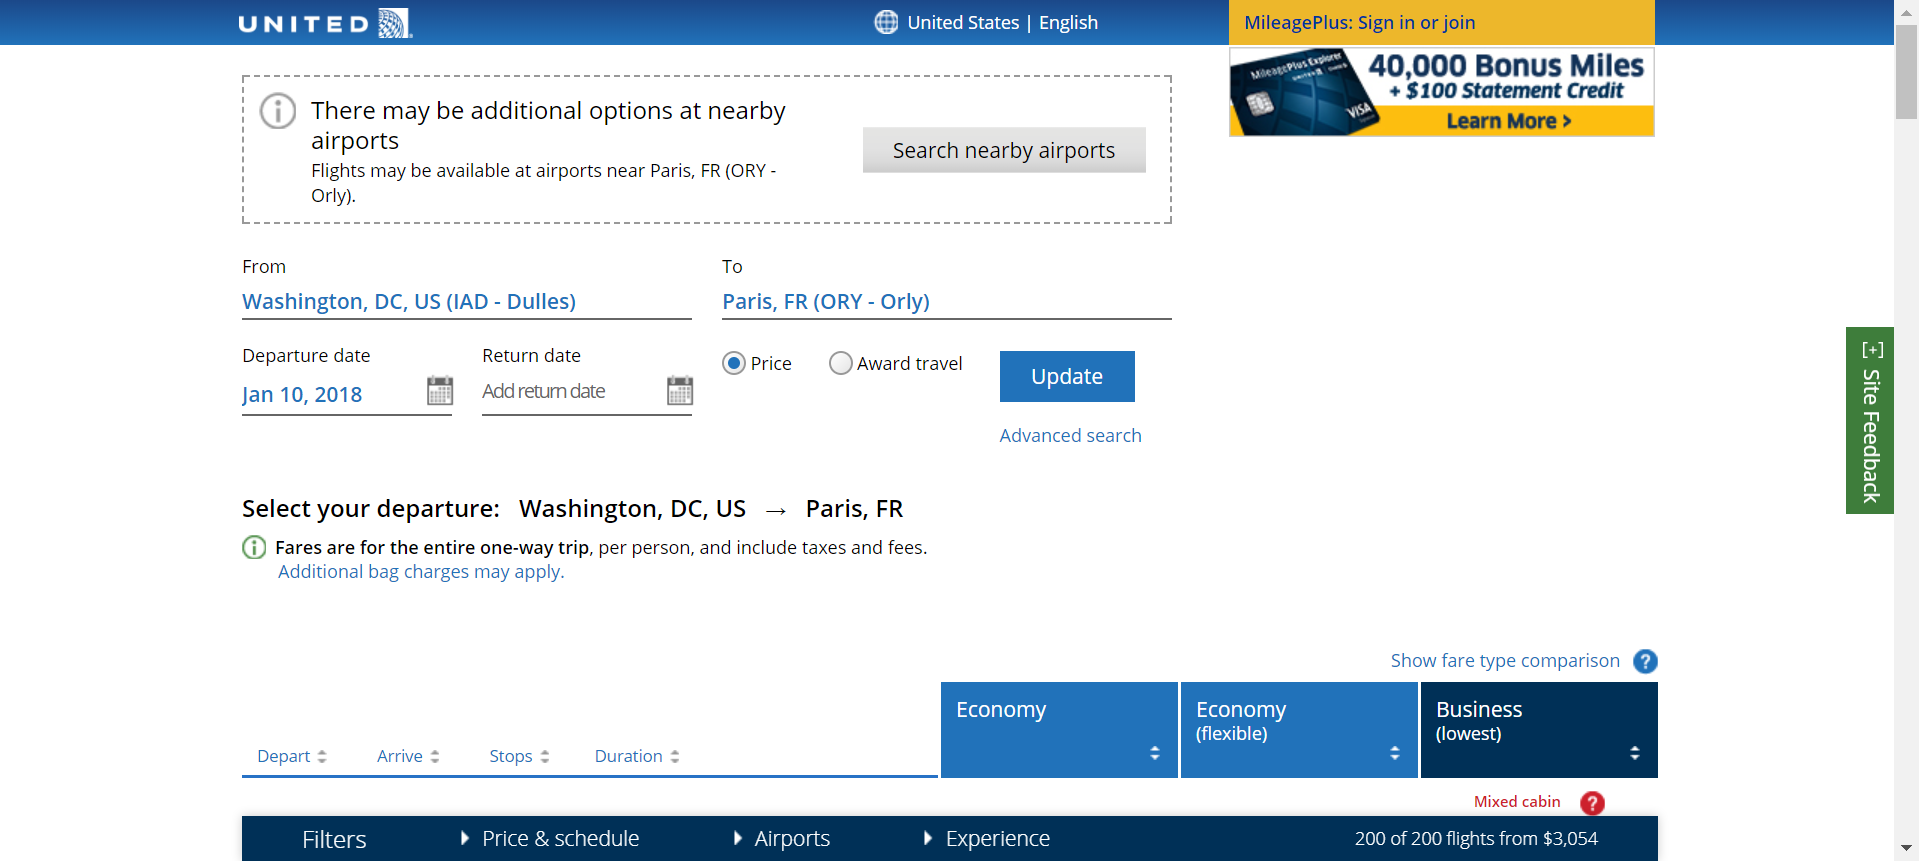 UNITED
United States | English
MileagePlus: Sign in or join
MileagePlus Explorer
UNITED
VISA
40,000 Bonus Miles
+ $100 Statement Credit
Learn More >
There may be additional options at nearby
airports
Flights may be available at airports near Paris, FR (ORY -
Orly).
Search nearby airports
From
Washington, DC, US (IAD - Dulles)
To
Paris, FR (ORY - Orly)
Departure date
Jan 10, 2018
Return date
Add return date
Price
Award travel
Update
Advanced search
[+] Site Feedback
Select your departure: Washington, DC, US → Paris, FR
Fares are for the entire one-way trip, per person, and include taxes and fees.
Additional bag charges may apply.
Show fare type comparison ?
Depart
Arrive
Stops
Duration
Economy
Economy
(flexible)
Business
(lowest)
Mixed cabin ?
Filters
Price & schedule
Airports
Experience
200 of 200 flights from $3,054